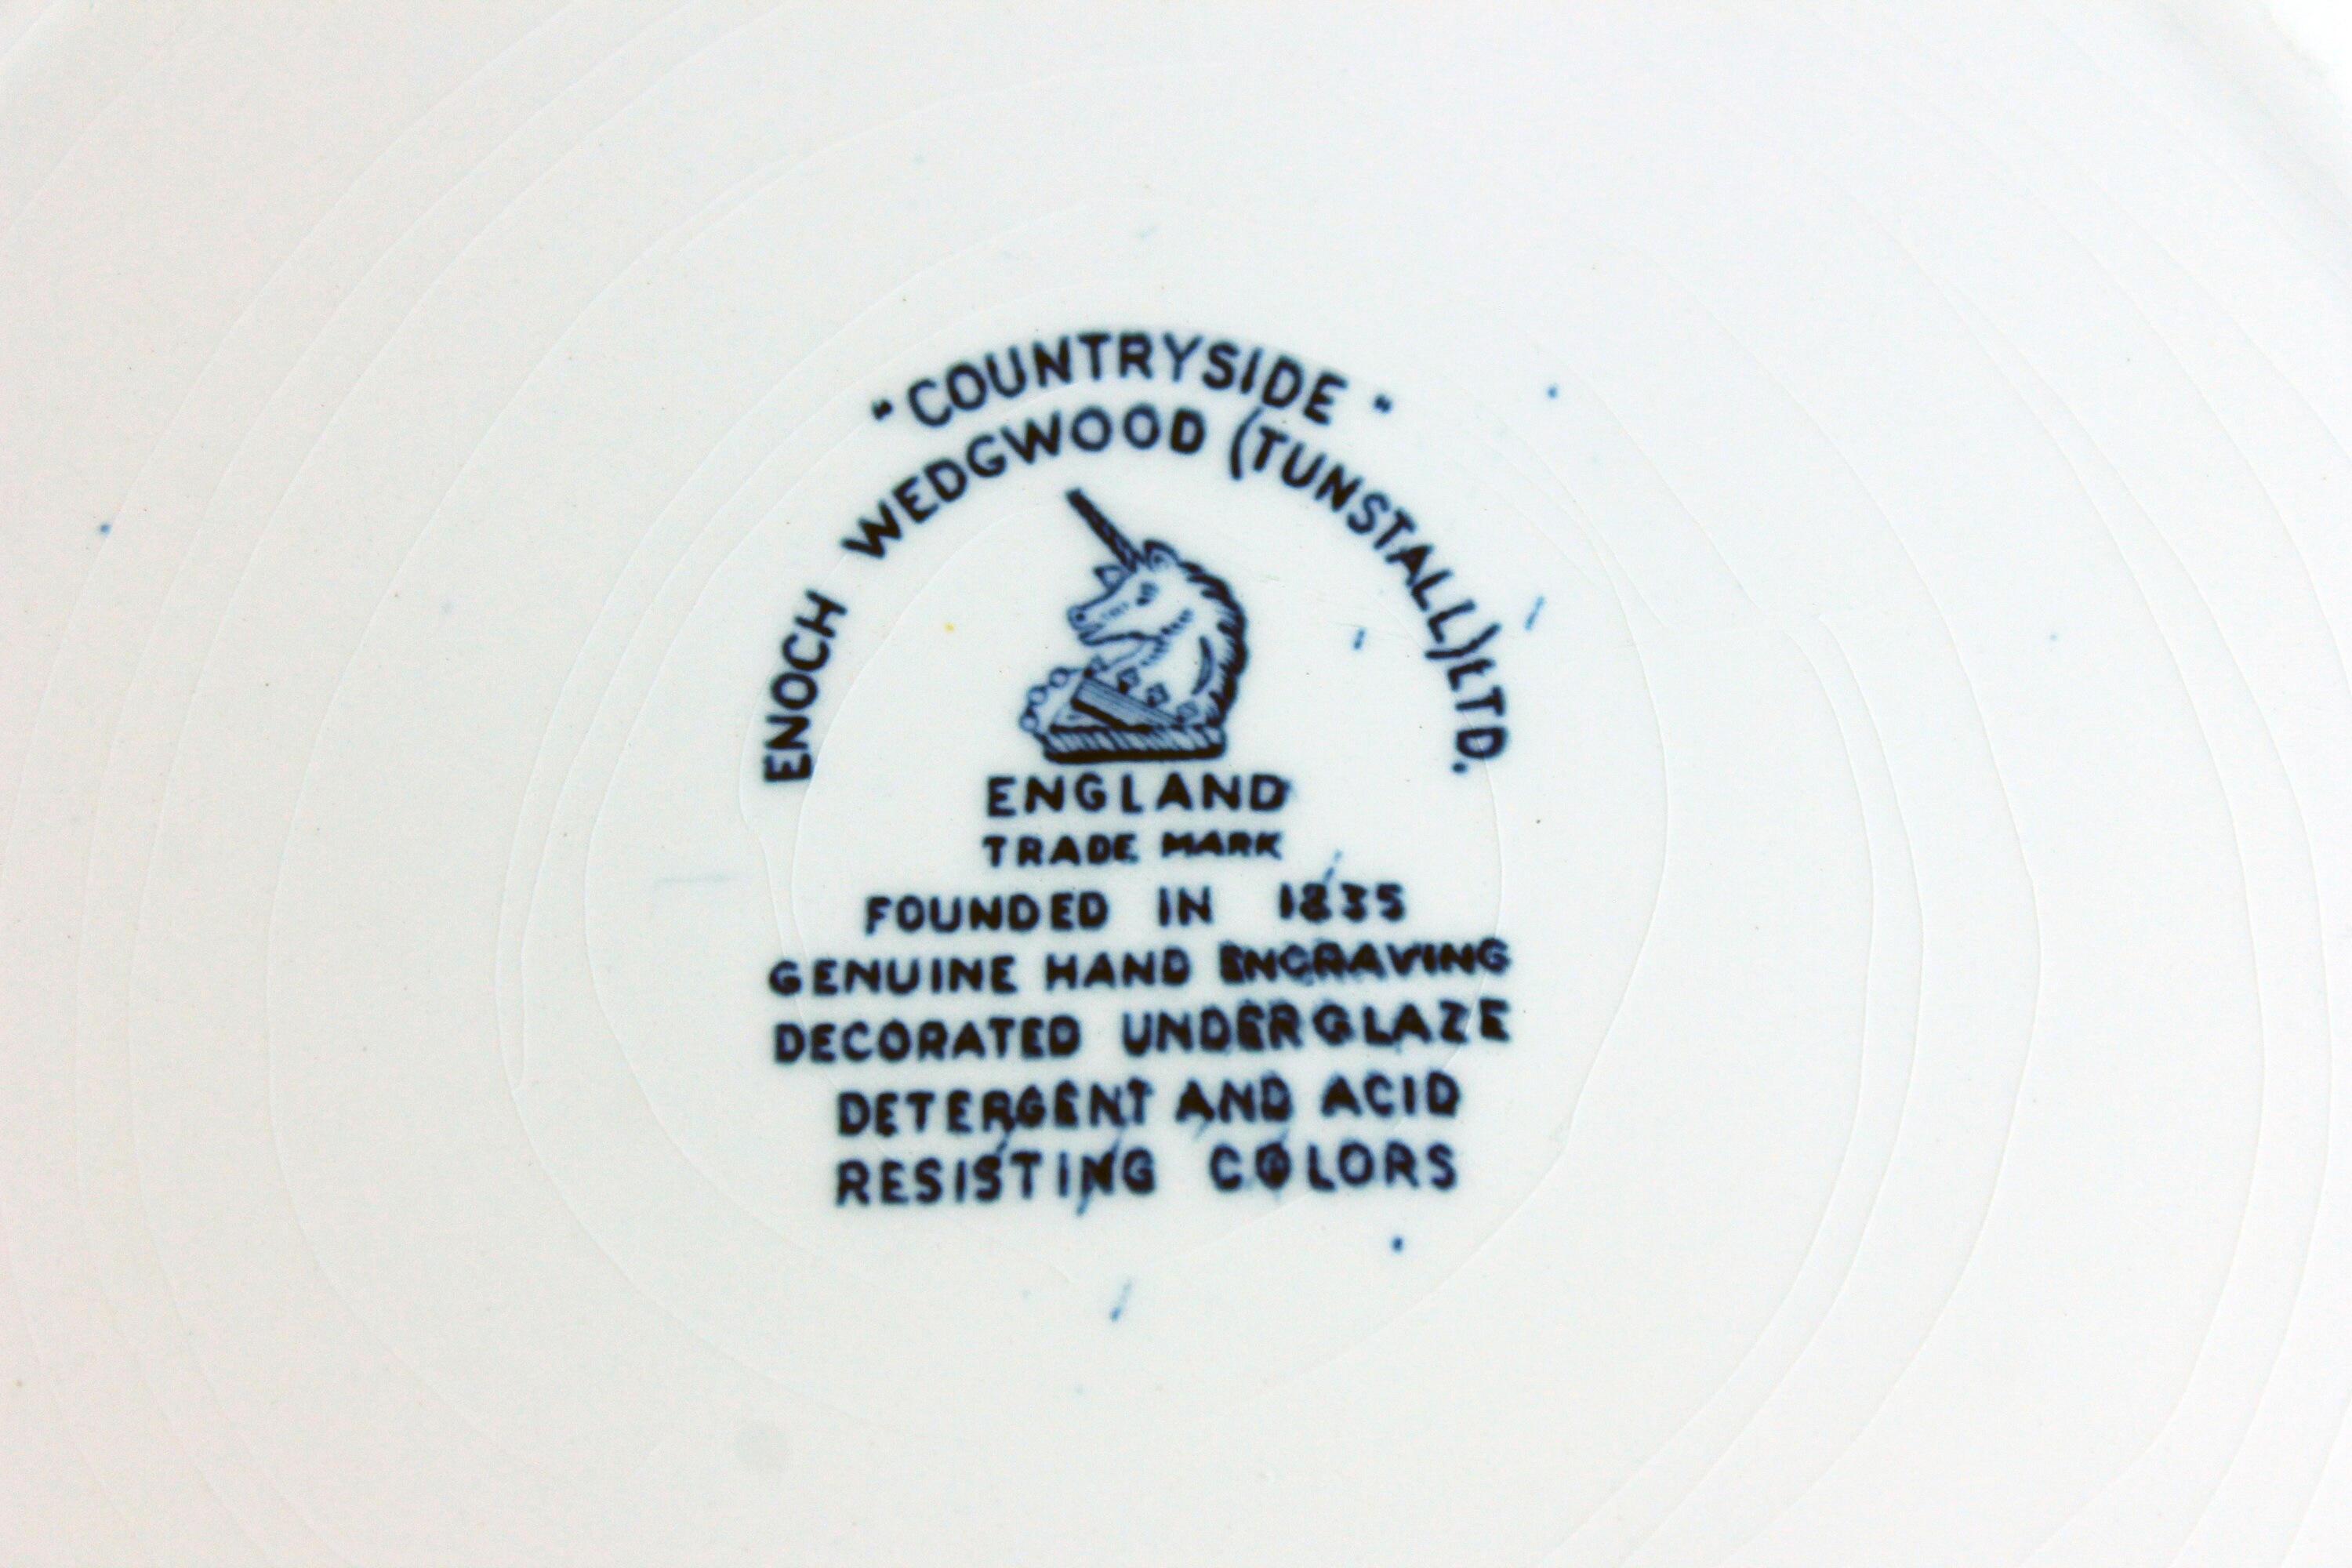 "COUNTRYSIDE"
ENOCH WEDGWOOD (TUNSTALL) LTD.
ENGLAND
TRADE MARK
FOUNDED IN 1835
GENUINE HAND ENGRAVING
DECORATED UNDERGLAZE
DETERGENT AND ACID
RESISTING COLORS